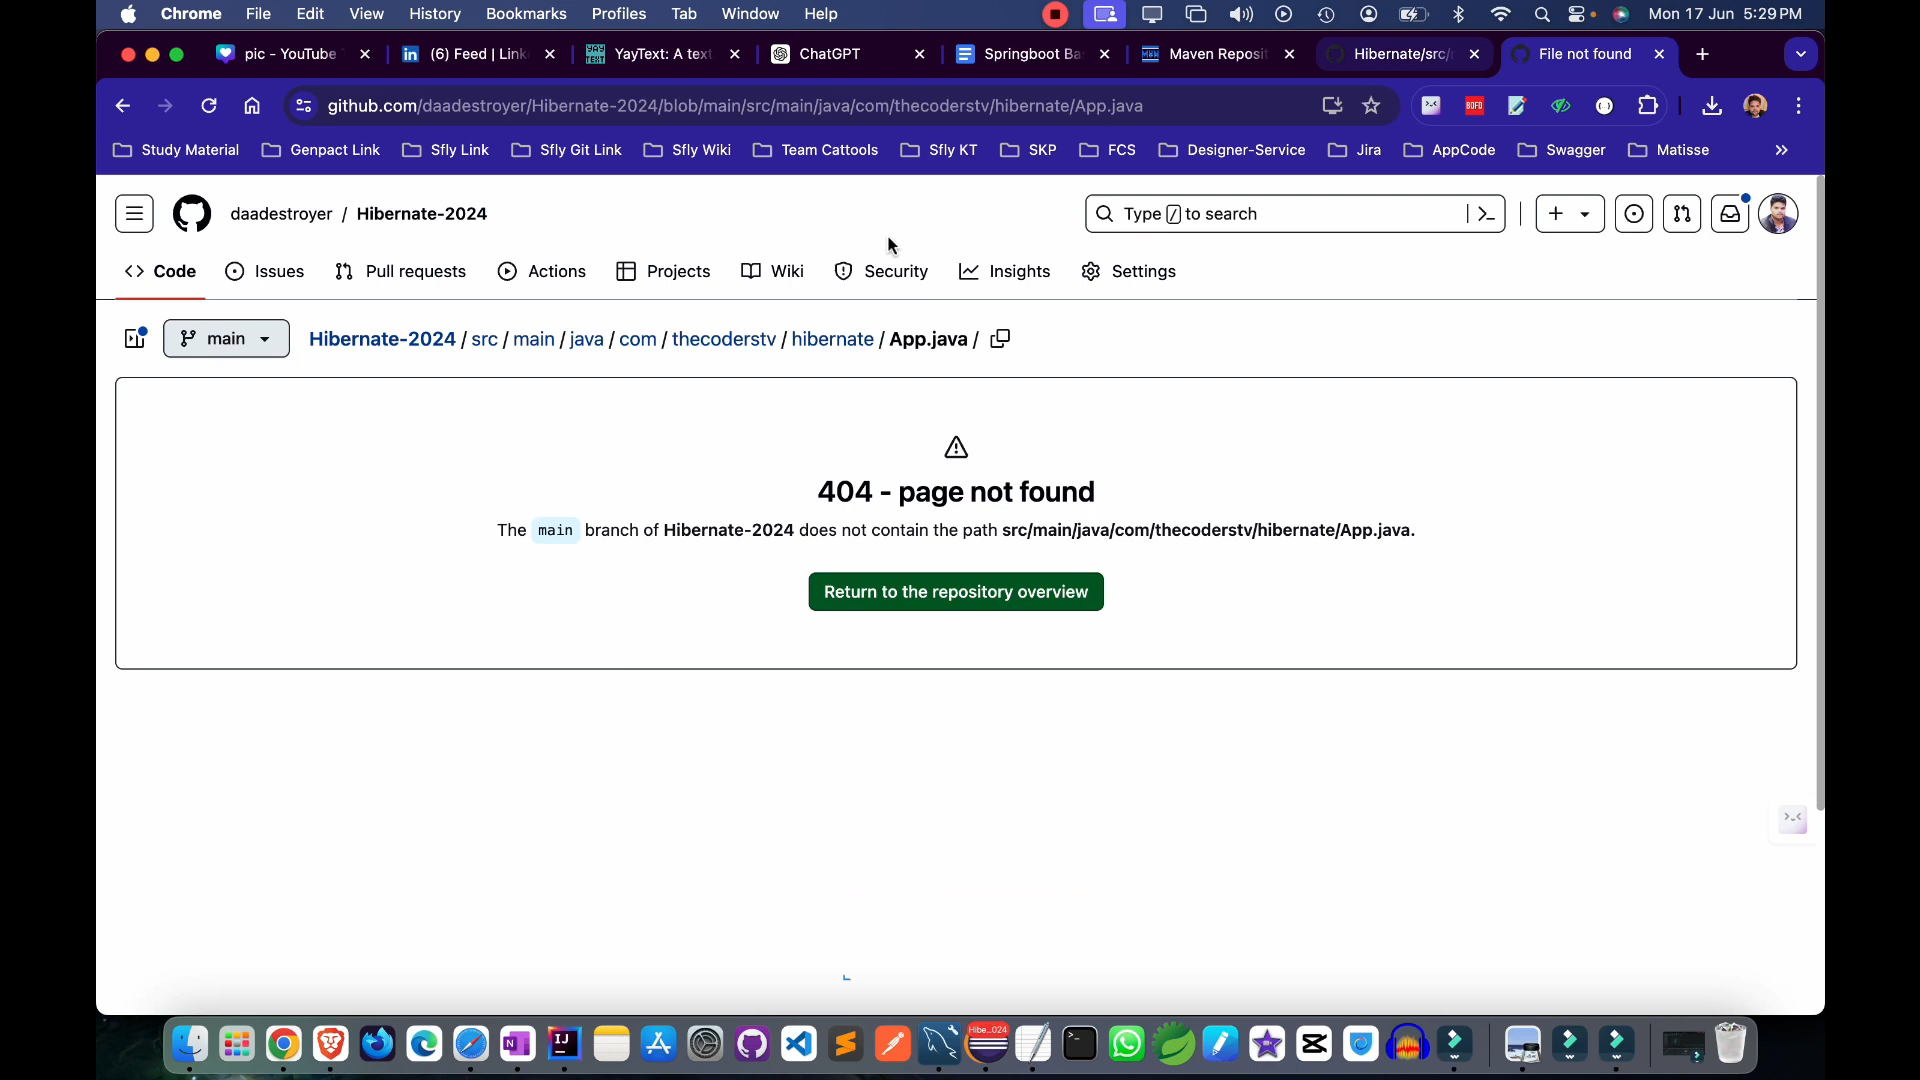 Chrome File Edit View History Bookmarks Profiles Tab Window Help Mon 17 Jun 5:29 PM
pic - YouTube (6) Feed | Link YayText: A text ChatGPT Springboot Ba Maven Reposit Hibernate/src/ File not found
github.com/daadestroyer/Hibernate-2024/blob/main/src/main/java/com/thecoderstv/hibernate/App.java BOFD
Study Material Genpact Link Sfly Link Sfly Git Link Sfly Wiki Team Cattools Sfly KT SKP FCS Designer-Service Jira AppCode Swagger Matisse »
daadestroyer / Hibernate-2024 Type / to search
Code Issues Pull requests Actions Projects Wiki Security Insights Settings
main Hibernate-2024 / src / main / java / com / thecoderstv / hibernate / App.java /
404 - page not found
The main branch of Hibernate-2024 does not contain the path src/main/java/com/thecoderstv/hibernate/App.java.
Return to the repository overview
IJ Hibe...024